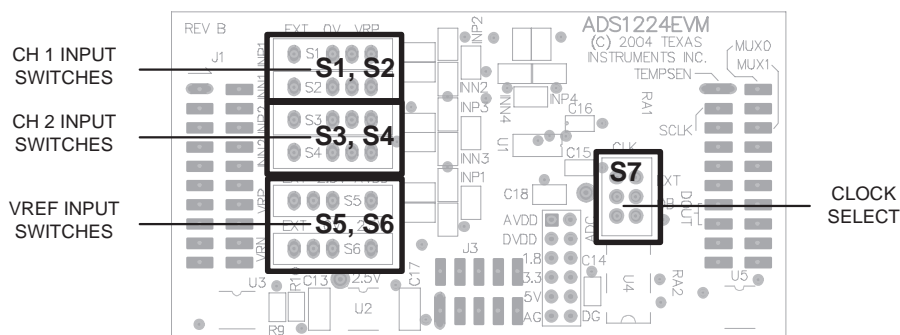 REV B
EXT 0V VRP
INP2
ADS1224EVM
(C) 2004 TEXAS
INSTRUMENTS INC.
TEMPSEN
MUX0
MUX1
CH 1 INPUT
SWITCHES
J1
INP1
S1
S1, S2
INN1
S2
INN2
INN4
INP4
RA1
CH 2 INPUT
SWITCHES
INP2
S3
S3, S4
INN2
S4
INP3
INN3
C16
U1
C15
SCLK
CLK
S7
EXT
VREF INPUT
SWITCHES
VRP
S5
S5, S6
EXT
VRN
S6
INP1
C18
DOUT
CLOCK
SELECT
AVDD
DVDD
1.8
3.3
5V
AG
DG
J3
C14
U4
RA2
U5
U3
R9
C13
2.5V
U2
C17